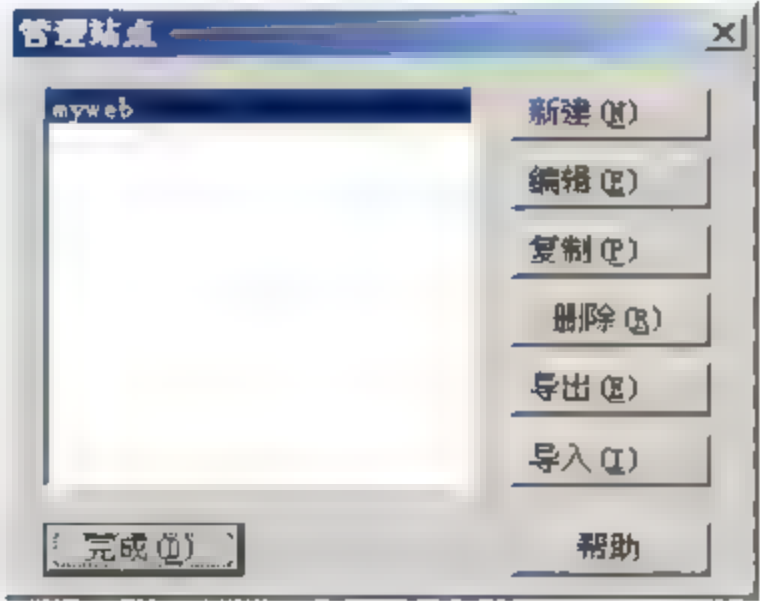 管理站点
myweb
新建(N)
编辑(E)
复制(P)
删除(R)
导出(E)
导入(I)
完成(D)
帮助